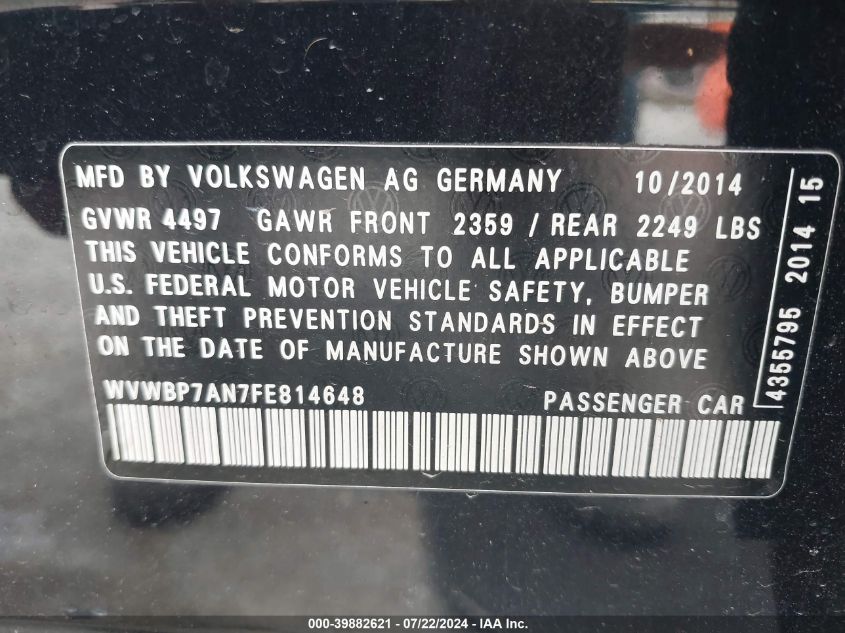 MFD BY VOLKSWAGEN AG GERMANY 10/2014
GVWR 4497 GAWR FRONT 2359 / REAR 2249 LBS
THIS VEHICLE CONFORMS TO ALL APPLICABLE
U.S. FEDERAL MOTOR VEHICLE SAFETY, BUMPER
AND THEFT PREVENTION STANDARDS IN EFFECT
ON THE DATE OF MANUFACTURE SHOWN ABOVE
WVWBP7AN7FE814648 PASSENGER CAR
4355795 2014 15
000-39882621 - 07/22/2024 - IAA Inc.